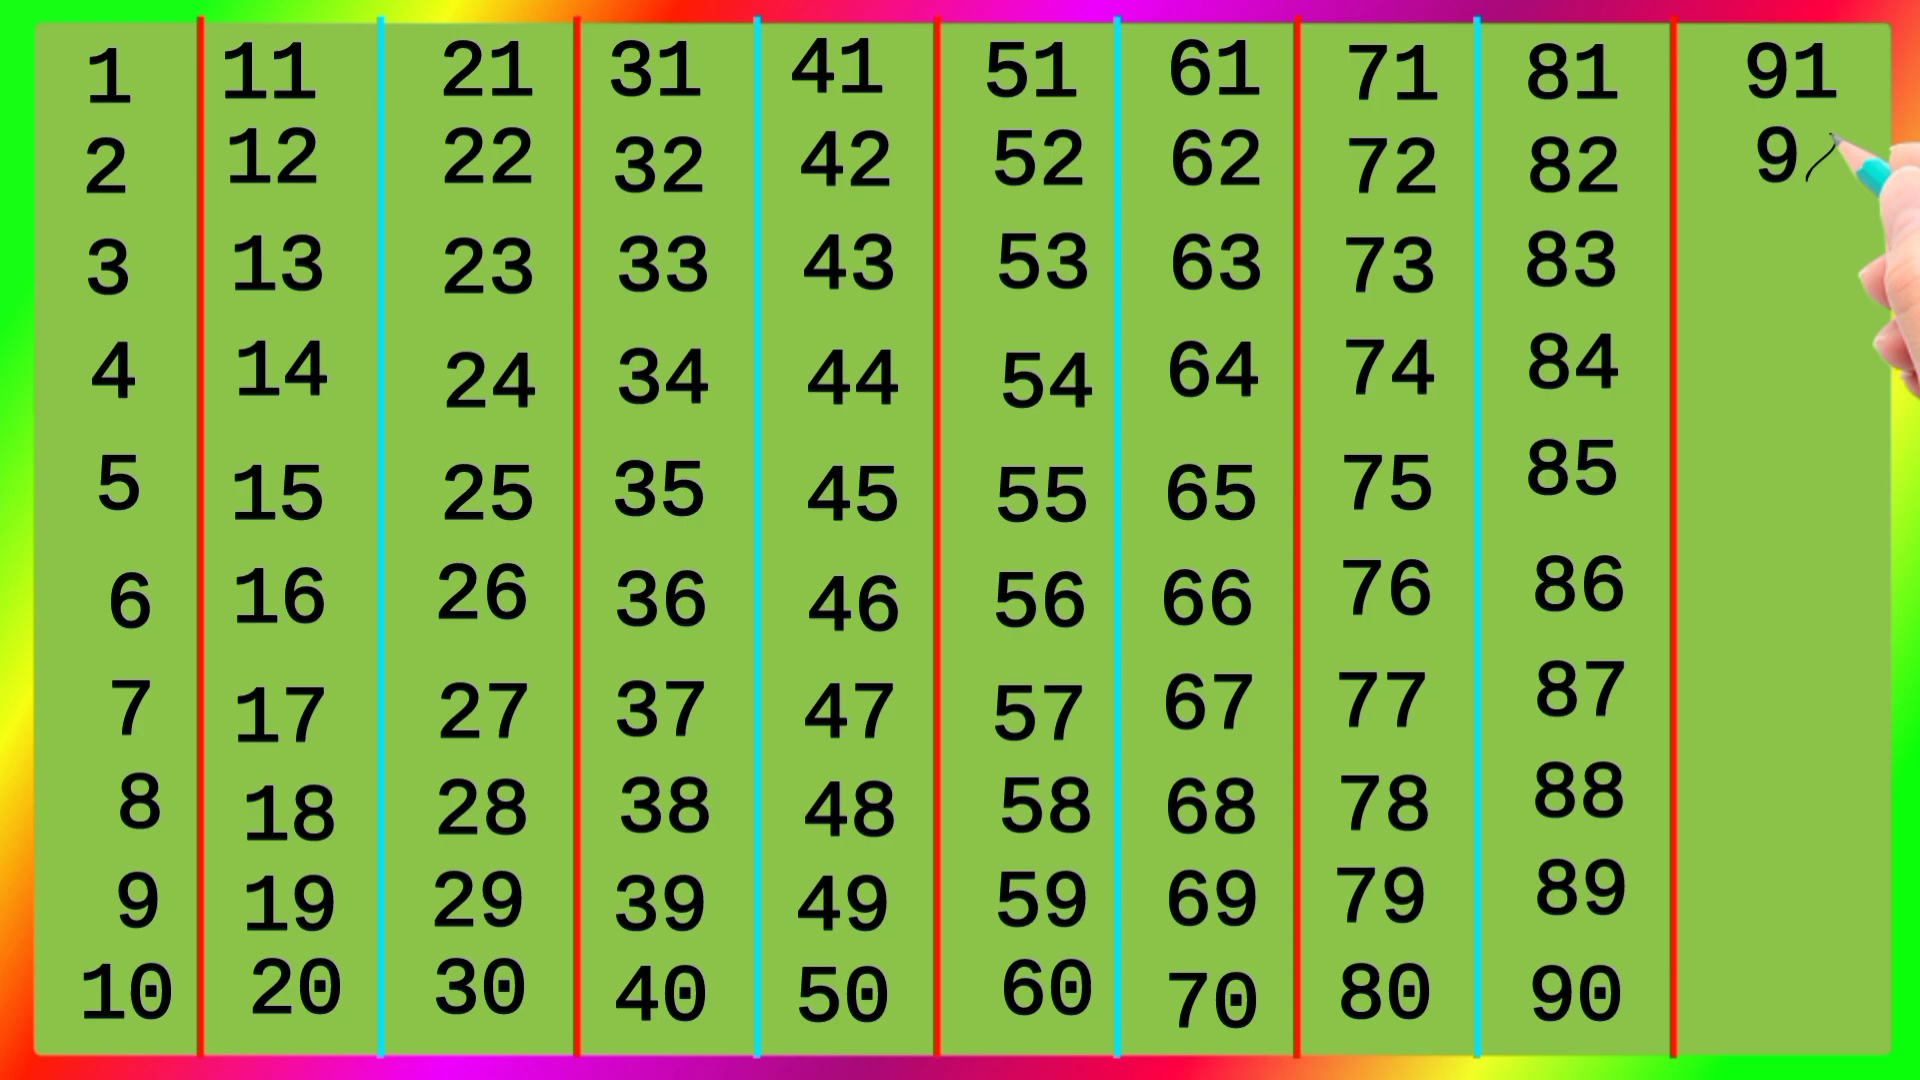 1 11 21 31 41 51 61 71 81 91
2 12 22 32 42 52 62 72 82 9
3 13 23 33 43 53 63 73 83
4 14 24 34 44 54 64 74 84
5 15 25 35 45 55 65 75 85
6 16 26 36 46 56 66 76 86
7 17 27 37 47 57 67 77 87
8 18 28 38 48 58 68 78 88
9 19 29 39 49 59 69 79 89
10 20 30 40 50 60 70 80 90